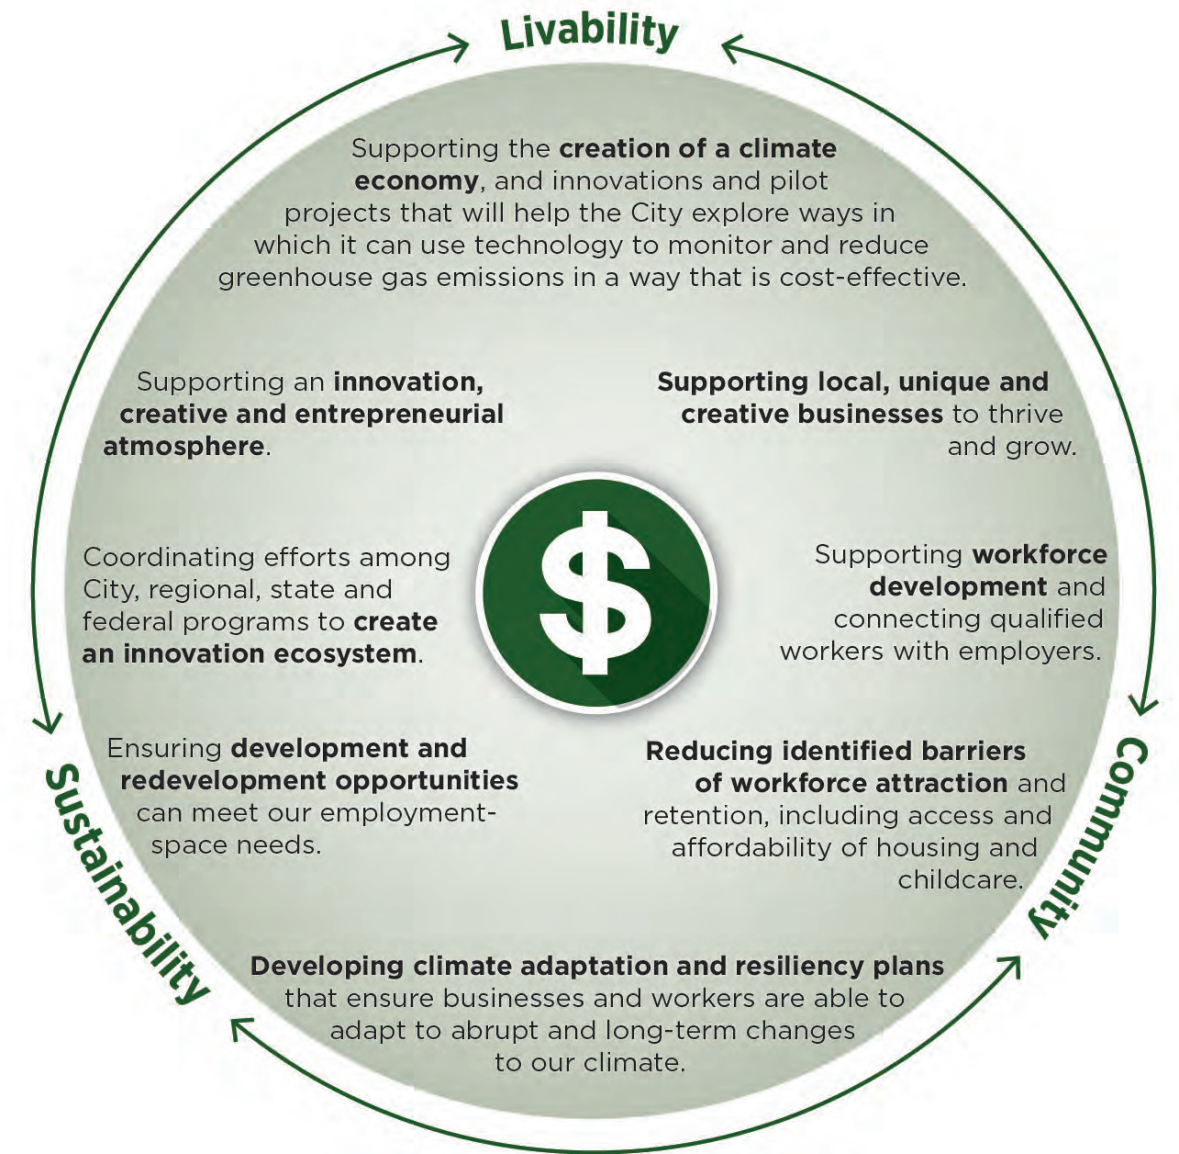 Livability
Supporting the creation of a climate
economy, and innovations and pilot
projects that will help the City explore ways in
which it can use technology to monitor and reduce
greenhouse gas emissions in a way that is cost-effective.
Supporting an innovation,
creative and entrepreneurial
atmosphere.
Supporting local, unique and
creative businesses to thrive
and grow.
Coordinating efforts among
City, regional, state and
federal programs to create
an innovation ecosystem.
$
Supporting workforce
development and
connecting qualified
workers with employers.
Ensuring development and
redevelopment opportunities
can meet our employment-
space needs.
Reducing identified barriers
of workforce attraction and
retention, including access and
affordability of housing and
childcare.
Developing climate adaptation and resiliency plans
that ensure businesses and workers are able to
adapt to abrupt and long-term changes
to our climate.
Sustainability
Community